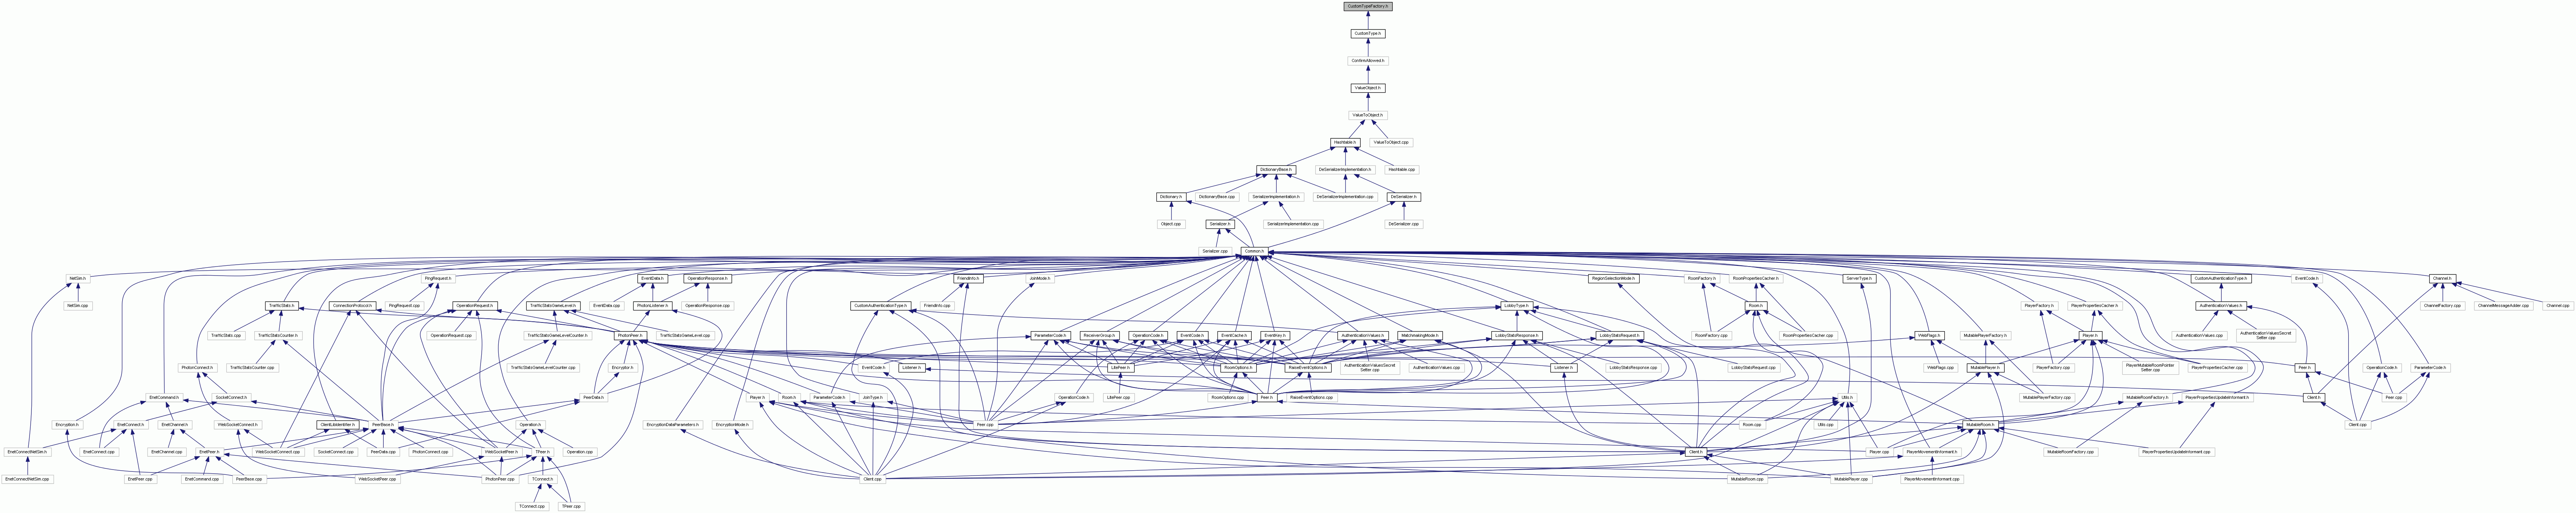 CustomTypeFactory.h
CustomType.h
ConfirmAllowed.h
ValueObject.h
ValueToObject.h
Hashtable.h
ValueToObject.cpp
DictionaryBase.h
DeSerializerImplementation.h
Hashtable.cpp
Dictionary.h
DictionaryBase.cpp
SerializerImplementation.h
DeSerializerImplementation.cpp
DeSerializer.h
Object.cpp
Serializer.h
SerializerImplementation.cpp
DeSerializer.cpp
Serializer.cpp
Common.h
NetSim.h
PingRequest.h
EventData.h
OperationResponse.h
FriendInfo.h
JoinMode.h
RegionSelectionMode.h
RoomFactory.h
RoomPropertiesCacher.h
ServerType.h
CustomAuthenticationType.h
EventCode.h
Channel.h
NetSim.cpp
TrafficStats.h
ConnectionProtocol.h
PingRequest.cpp
OperationRequest.h
TrafficStatsGameLevel.h
EventData.cpp
PhotonListener.h
OperationResponse.cpp
CustomAuthenticationType.h
FriendInfo.cpp
LobbyType.h
Room.h
PlayerFactory.h
PlayerPropertiesCacher.h
AuthenticationValues.h
ChannelFactory.cpp
ChannelMessageAdder.cpp
Channel.cpp
TrafficStats.cpp
TrafficStatsCounter.h
OperationRequest.cpp
TrafficStatsGameLevelCounter.h
PhotonPeer.h
TrafficStatsGameLevel.cpp
ParameterCode.h
ReceiverGroup.h
OperationCode.h
EventCode.h
EventCache.h
EventKey.h
AuthenticationValues.h
MatchmakingMode.h
LobbyStatsResponse.h
LobbyStatsRequest.h
RoomFactory.cpp
RoomPropertiesCacher.cpp
WebFlags.h
MutablePlayerFactory.h
Player.h
AuthenticationValues.cpp
AuthenticationValuesSecret
Setter.cpp
PhotonConnect.h
TrafficStatsCounter.cpp
TrafficStatsGameLevelCounter.cpp
Encryptor.h
EventCode.h
Listener.h
LitePeer.h
RoomOptions.h
RaiseEventOptions.h
AuthenticationValuesSecret
Setter.cpp
AuthenticationValues.cpp
Listener.h
LobbyStatsResponse.cpp
LobbyStatsRequest.cpp
WebFlags.cpp
MutablePlayer.h
PlayerFactory.cpp
PlayerMutableRoomPointer
Setter.cpp
PlayerPropertiesCacher.cpp
Peer.h
OperationCode.h
ParameterCode.h
EnetCommand.h
SocketConnect.h
PeerData.h
Player.h
Room.h
ParameterCode.h
JoinType.h
OperationCode.h
LitePeer.cpp
RoomOptions.cpp
Peer.h
RaiseEventOptions.cpp
Utils.h
MutablePlayerFactory.cpp
MutableRoomFactory.h
PlayerPropertiesUpdateInformant.h
Client.h
Peer.cpp
Encryption.h
EnetConnect.h
EnetChannel.h
WebSocketConnect.h
ClientLibIdentifier.h
PeerBase.h
Operation.h
EncryptionDataParameters.h
EncryptionMode.h
Peer.cpp
Room.cpp
Utils.cpp
MutableRoom.h
Client.cpp
EnetConnectNetSim.h
EnetConnect.cpp
EnetChannel.cpp
EnetPeer.h
WebSocketConnect.cpp
SocketConnect.cpp
PeerData.cpp
PhotonConnect.cpp
WebSocketPeer.h
TPeer.h
Operation.cpp
Client.h
Player.cpp
PlayerMovementInformant.h
MutableRoomFactory.cpp
PlayerPropertiesUpdateInformant.cpp
EnetConnectNetSim.cpp
EnetPeer.cpp
EnetCommand.cpp
PeerBase.cpp
WebSocketPeer.cpp
PhotonPeer.cpp
TConnect.h
Client.cpp
MutableRoom.cpp
MutablePlayer.cpp
PlayerMovementInformant.cpp
TConnect.cpp
TPeer.cpp